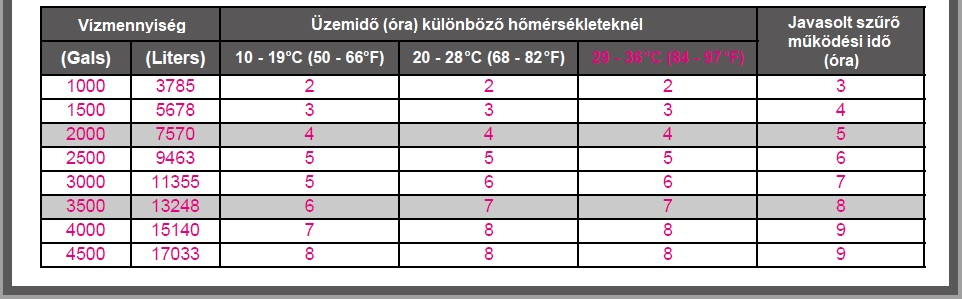 Vízmennyiség Üzemidő (óra) különböző hőmérsékleteknél Javasolt szűrő működési idő (óra)
(Gals) (Liters) 10 - 19°C (50 - 66°F) 20 - 28°C (68 - 82°F) 29 - 36°C (84 - 97°F)
1000 3785 2 2 2 3
1500 5678 3 3 3 4
2000 7570 4 4 4 5
2500 9463 5 5 5 6
3000 11355 5 6 6 7
3500 13248 6 7 7 8
4000 15140 7 8 8 9
4500 17033 8 8 8 9